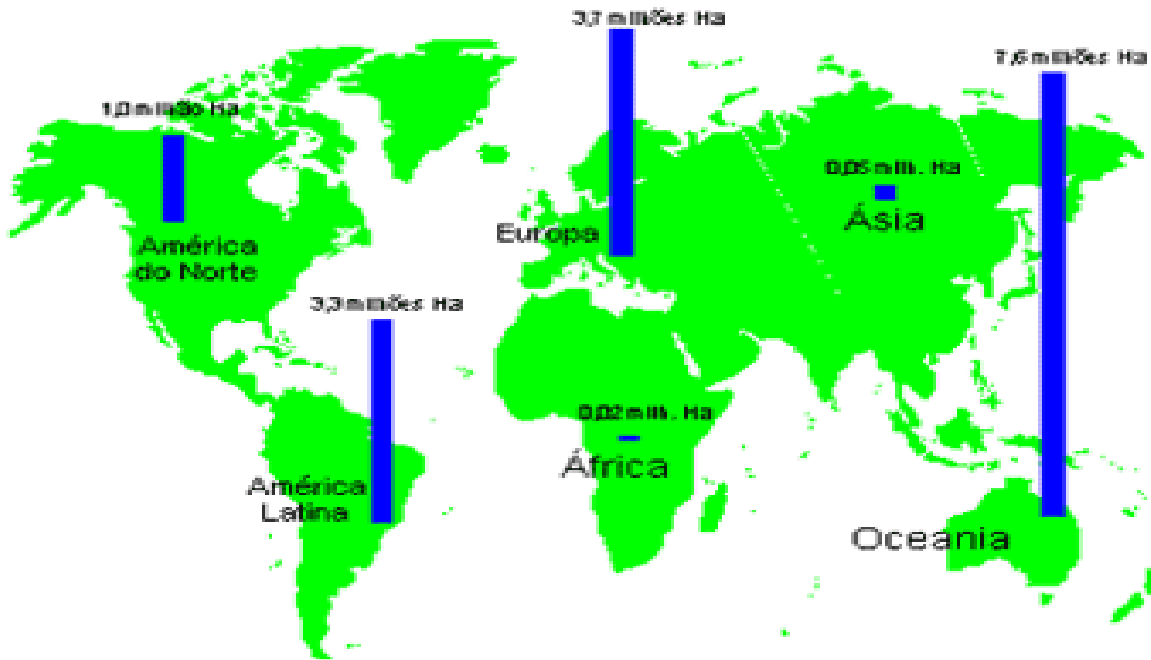 3,7 milhões Ha
7,6 milhões Ha
1,0 milhão Ha
0,05 milh. Ha
Ásia
Europa
América
do Norte
3,3 milhões Ha
0,02 milh. Ha
África
América
Latina
Oceania